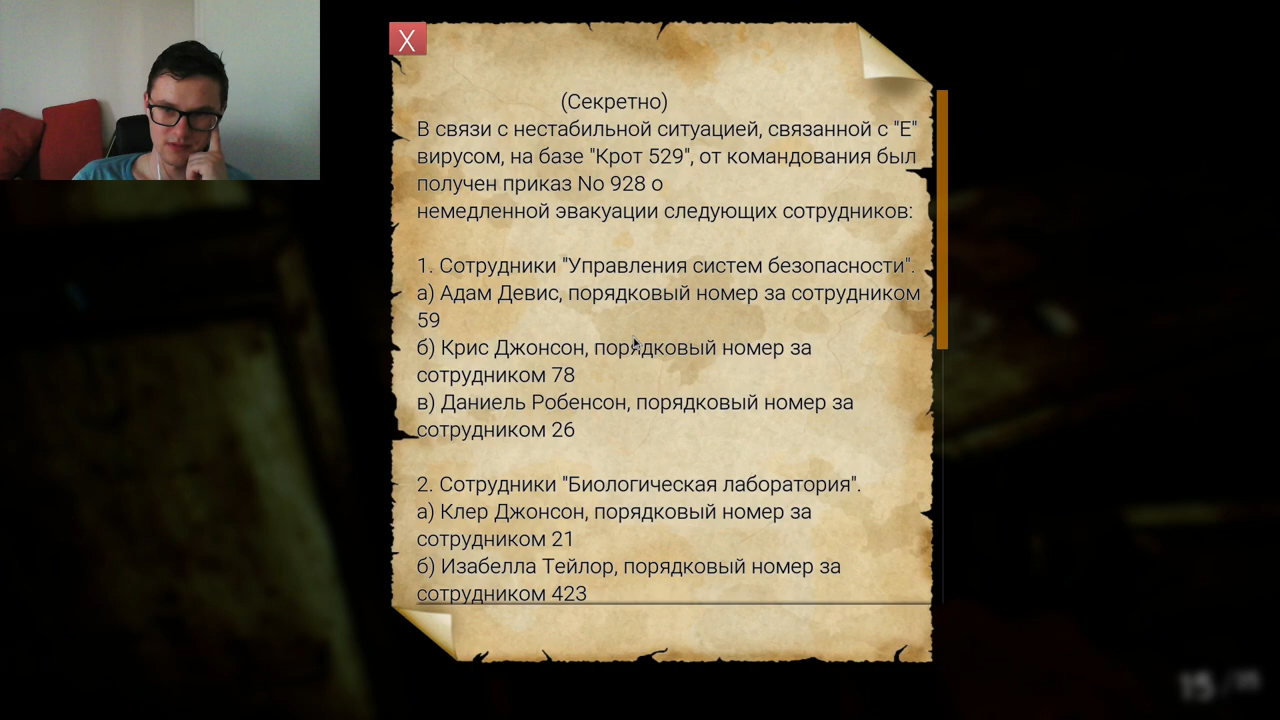 X
(Секретно)
В связи с нестабильной ситуацией, связанной с "Е"
вирусом, на базе "Крот 529", от командования был
получен приказ No 928 о
немедленной эвакуации следующих сотрудников:
1. Сотрудники "Управления систем безопасности".
а) Адам Девис, порядковый номер за сотрудником
59
б) Крис Джонсон, порядковый номер за
сотрудником 78
в) Даниель Робенсон, порядковый номер за
сотрудником 26
2. Сотрудники "Биологическая лаборатория".
а) Клер Джонсон, порядковый номер за
сотрудником 21
б) Изабелла Тейлор, порядковый номер за
сотрудником 423